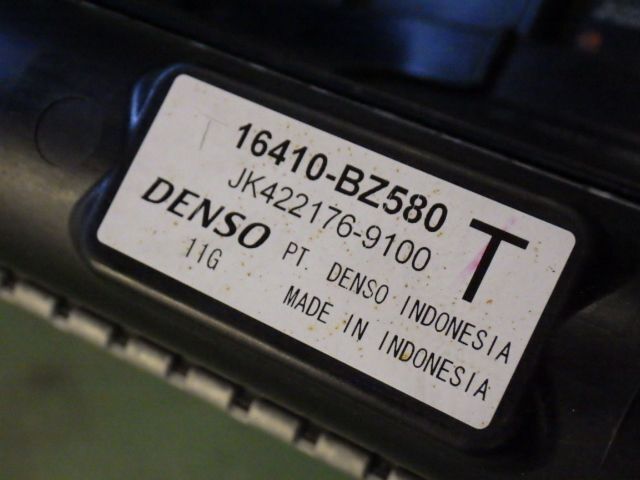 T
16410-BZ580
JK422176-9100
DENSO
T
11G
PT. DENSO INDONESIA
MADE IN INDONESIA